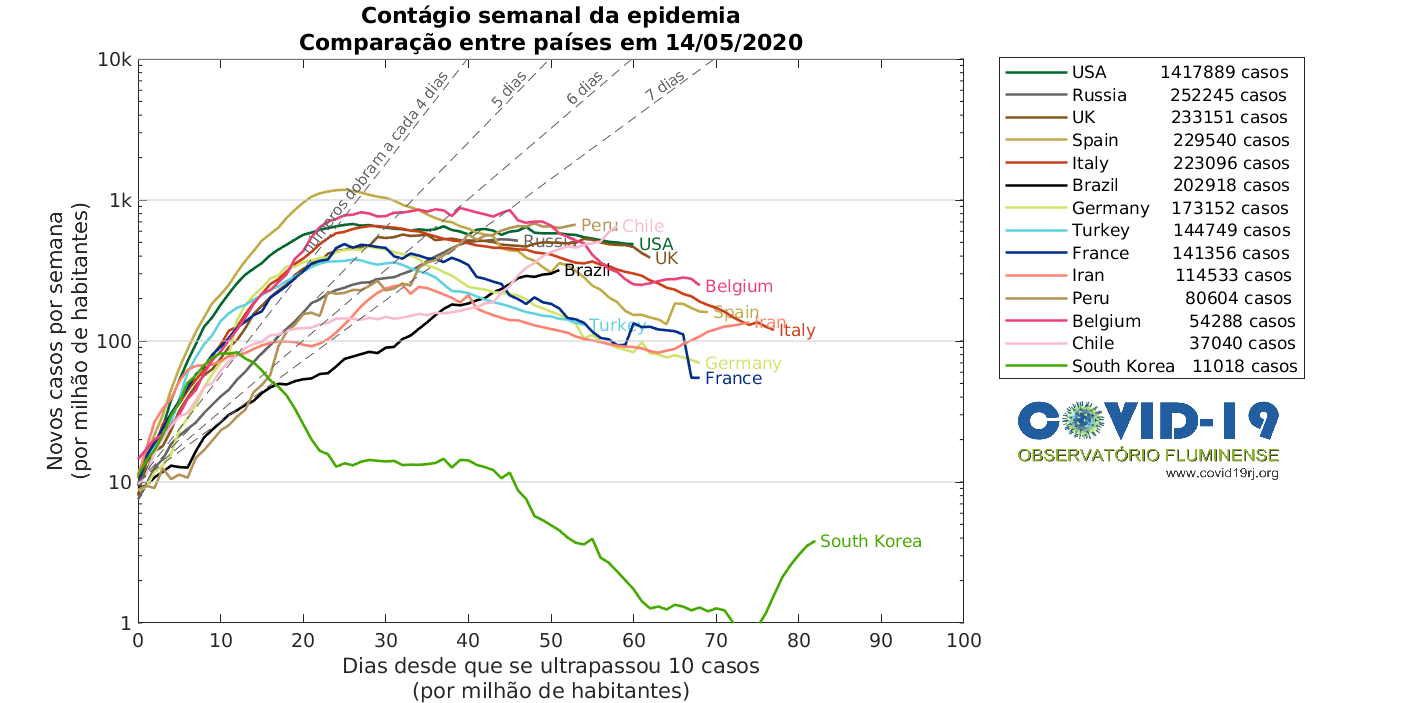 Contágio semanal da epidemia
Comparação entre países em 14/05/2020
Novos casos por semana
(por milhão de habitantes)
10k
1k
100
10
1
números dobram a cada 4 dias
5 dias
6 dias
7 dias
Peru
Chile
Russia
USA
UK
Brazil
Belgium
Spain
Iran
Italy
Turkey
Germany
France
South Korea
0 10 20 30 40 50 60 70 80 90 100
Dias desde que se ultrapassou 10 casos
(por milhão de habitantes)
USA 1417889 casos
Russia 252245 casos
UK 233151 casos
Spain 229540 casos
Italy 223096 casos
Brazil 202918 casos
Germany 173152 casos
Turkey 144749 casos
France 141356 casos
Iran 114533 casos
Peru 80604 casos
Belgium 54288 casos
Chile 37040 casos
South Korea 11018 casos
COVID-19
OBSERVATÓRIO FLUMINENSE
www.covid19rj.org